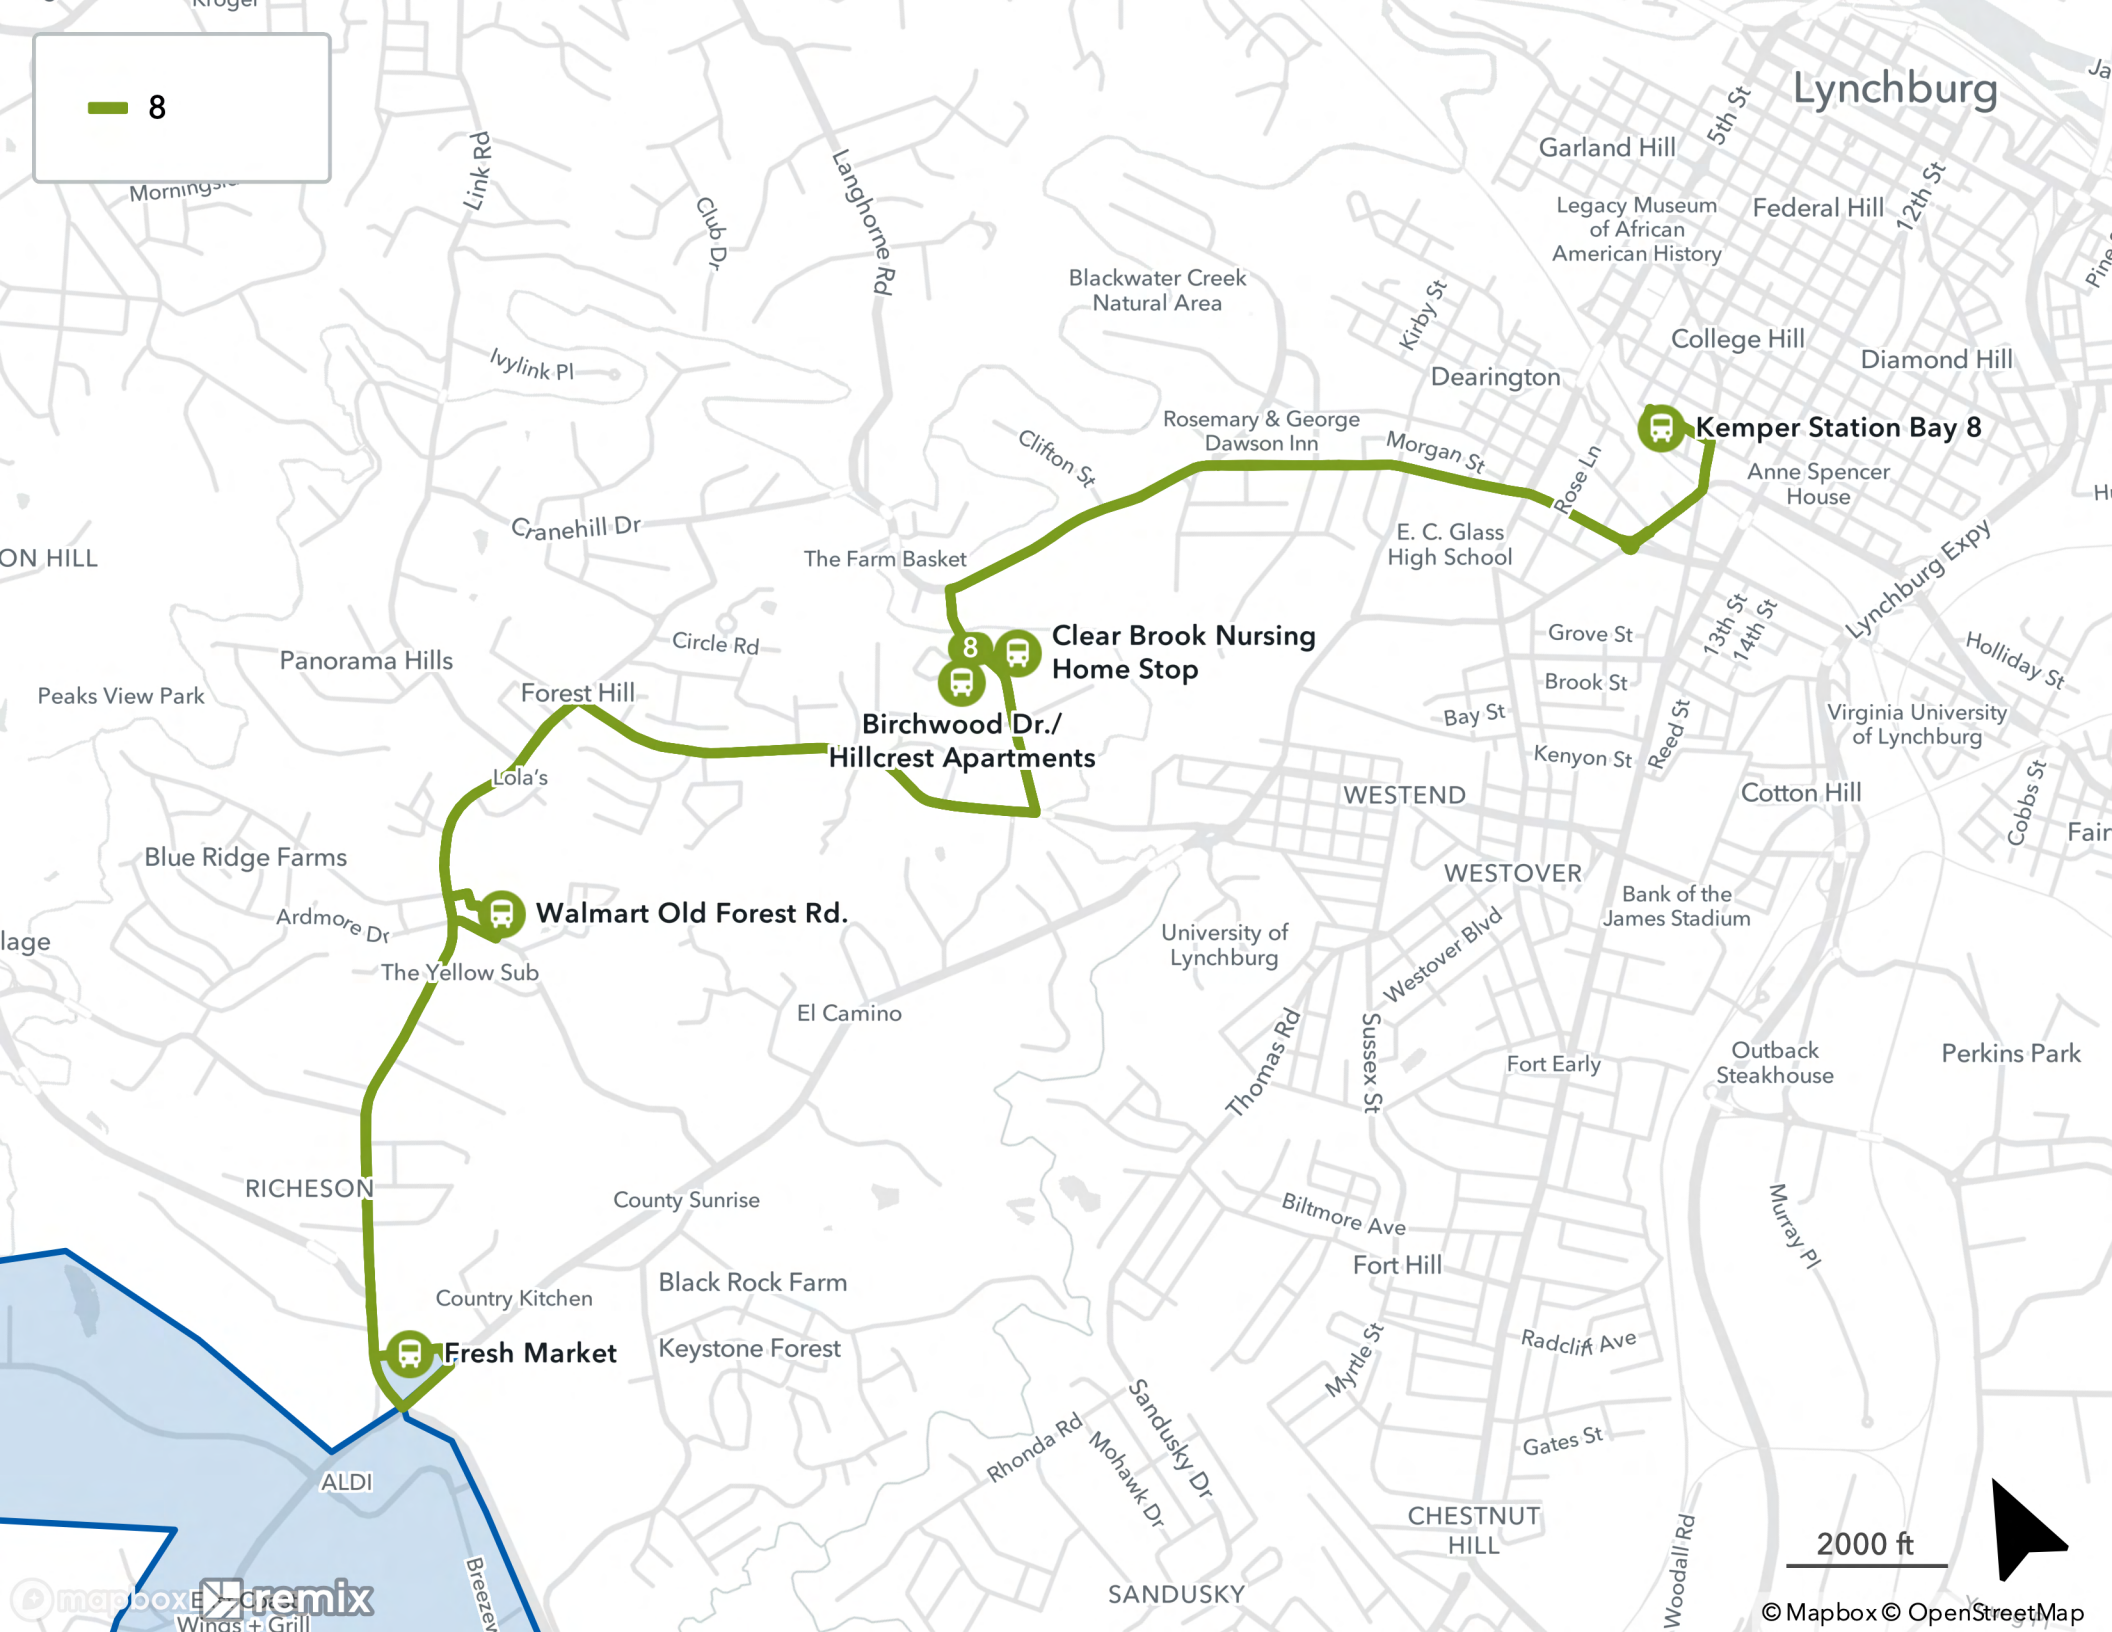 Kroger
8
Morningsi
Link Rd
Langhorne Rd
Club Dr
Lynchburg
5th St
Garland Hill
Legacy Museum
of African
American History
Federal Hill
12th St
Blackwater Creek
Natural Area
Kirby St
College Hill
Diamond Hill
Ivylink Pl
Dearington
Rosemary & George
Dawson Inn
Clifton St
Morgan St
Rose Ln
Kemper Station Bay 8
Anne Spencer
House
Cranehill Dr
ON HILL
The Farm Basket
E. C. Glass
High School
Lynchburg Expy
Circle Rd
8
Clear Brook Nursing
Home Stop
Grove St
13th St
14th St
Holliday St
Panorama Hills
Peaks View Park
Forest Hill
Birchwood Dr./
Hillcrest Apartments
Brook St
Bay St
Reed St
Virginia University
of Lynchburg
Kenyon St
Lola's
WESTEND
Cotton Hill
Cobbs St
Fair
Blue Ridge Farms
WESTOVER
Bank of the
James Stadium
Ardmore Dr
Walmart Old Forest Rd.
lage
The Yellow Sub
University of
Lynchburg
Westover Blvd
El Camino
Thomas Rd
Sussex St
Fort Early
Outback
Steakhouse
Perkins Park
RICHESON
County Sunrise
Biltmore Ave
Murray Pl
Fort Hill
Black Rock Farm
Country Kitchen
Keystone Forest
Fresh Market
Myrtle St
Radcliff Ave
Sandusky Dr
Rhonda Rd
Mohawk Dr
Gates St
ALDI
CHESTNUT
HILL
Woodall Rd
2000 ft
Breezew
SANDUSKY
mapbox
remix
Wings + Grill
© Mapbox © OpenStreetMap